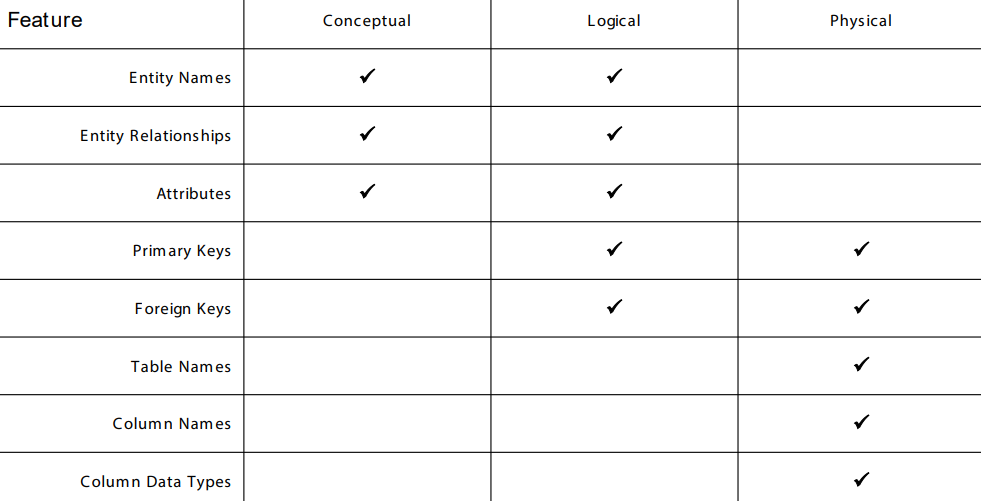 Feature Conceptual Logical Physical
Entity Names ✓ ✓
Entity Relationships ✓ ✓
Attributes ✓ ✓
Primary Keys ✓ ✓
Foreign Keys ✓ ✓
Table Names ✓
Column Names ✓
Column Data Types ✓